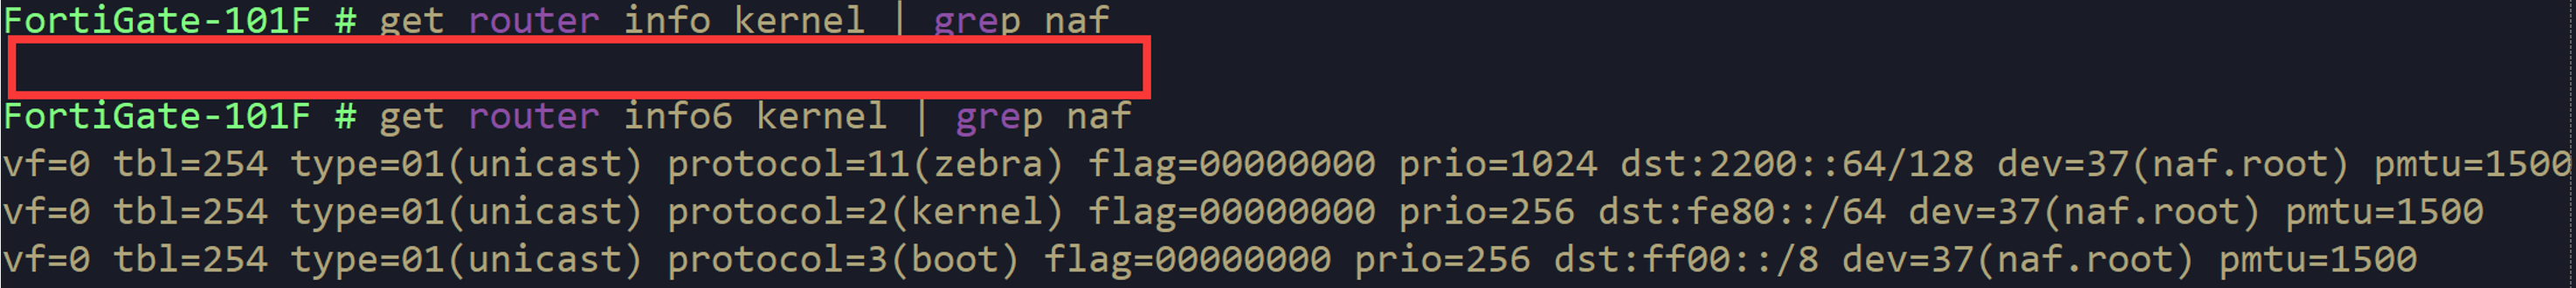 FortiGate-101F # get router info kernel | grep naf
FortiGate-101F # get router info6 kernel | grep naf
vf=0 tbl=254 type=01(unicast) protocol=11(zebra) flag=00000000 prio=1024 dst:2200::64/128 dev=37(naf.root) pmtu=1500
vf=0 tbl=254 type=01(unicast) protocol=2(kernel) flag=00000000 prio=256 dst:fe80::/64 dev=37(naf.root) pmtu=1500
vf=0 tbl=254 type=01(unicast) protocol=3(boot) flag=00000000 prio=256 dst:ff00::/8 dev=37(naf.root) pmtu=1500